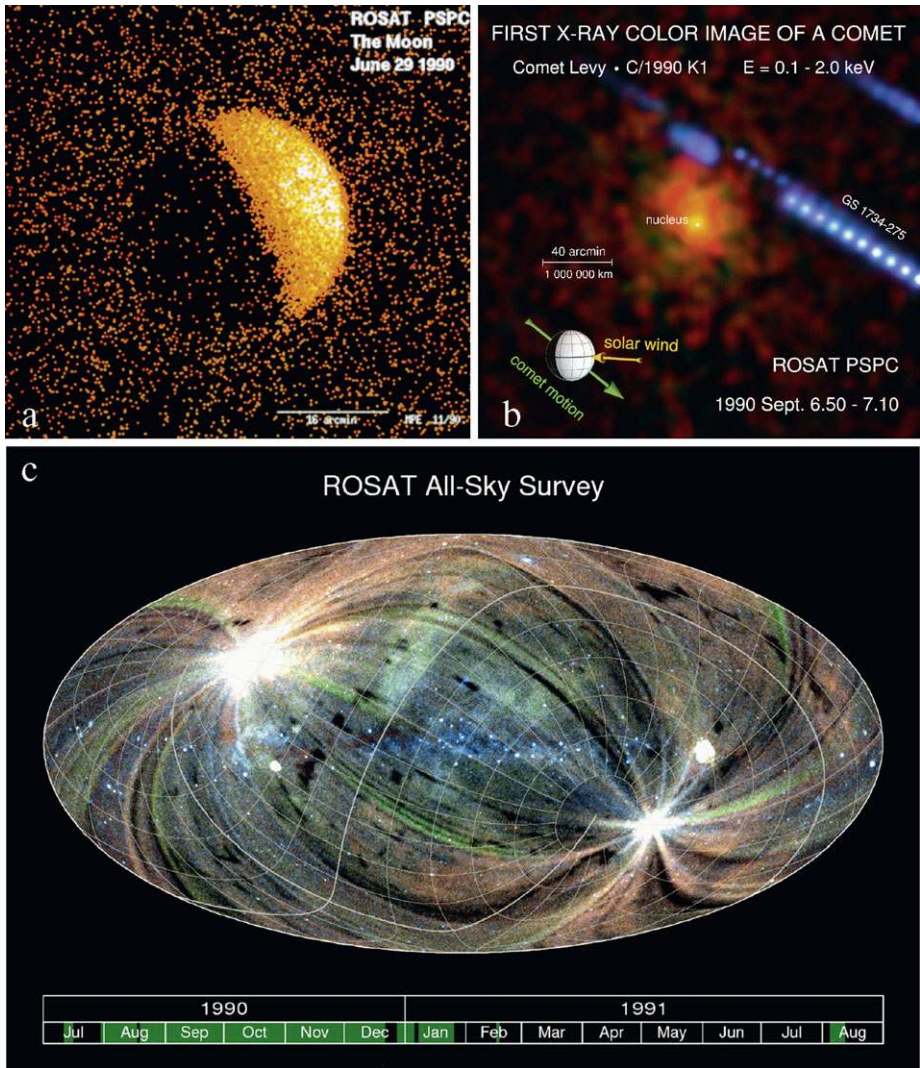 ROSAT PSPC
The Moon
June 29 1990
16 arcmin
MPE 11/90
a
FIRST X-RAY COLOR IMAGE OF A COMET
Comet Levy • C/1990 K1 E = 0.1 - 2.0 keV
GS 1734-275
nucleus
40 arcmin
1 000 000 km
solar wind
comet motion
ROSAT PSPC
b
1990 Sept. 6.50 - 7.10
c
ROSAT All-Sky Survey
1990 1991
Jul Aug Sep Oct Nov Dec Jan Feb Mar Apr May Jun Jul Aug